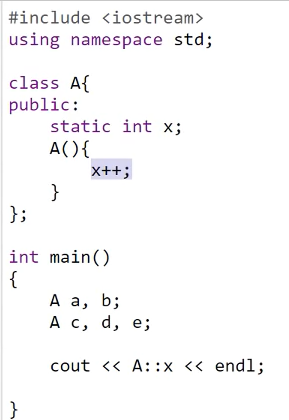 #include <iostream>
using namespace std;
class A{
public:
    static int x;
    A(){
        x++;
    }
};
int main()
{
    A a, b;
    A c, d, e;
    cout << A::x << endl;
}